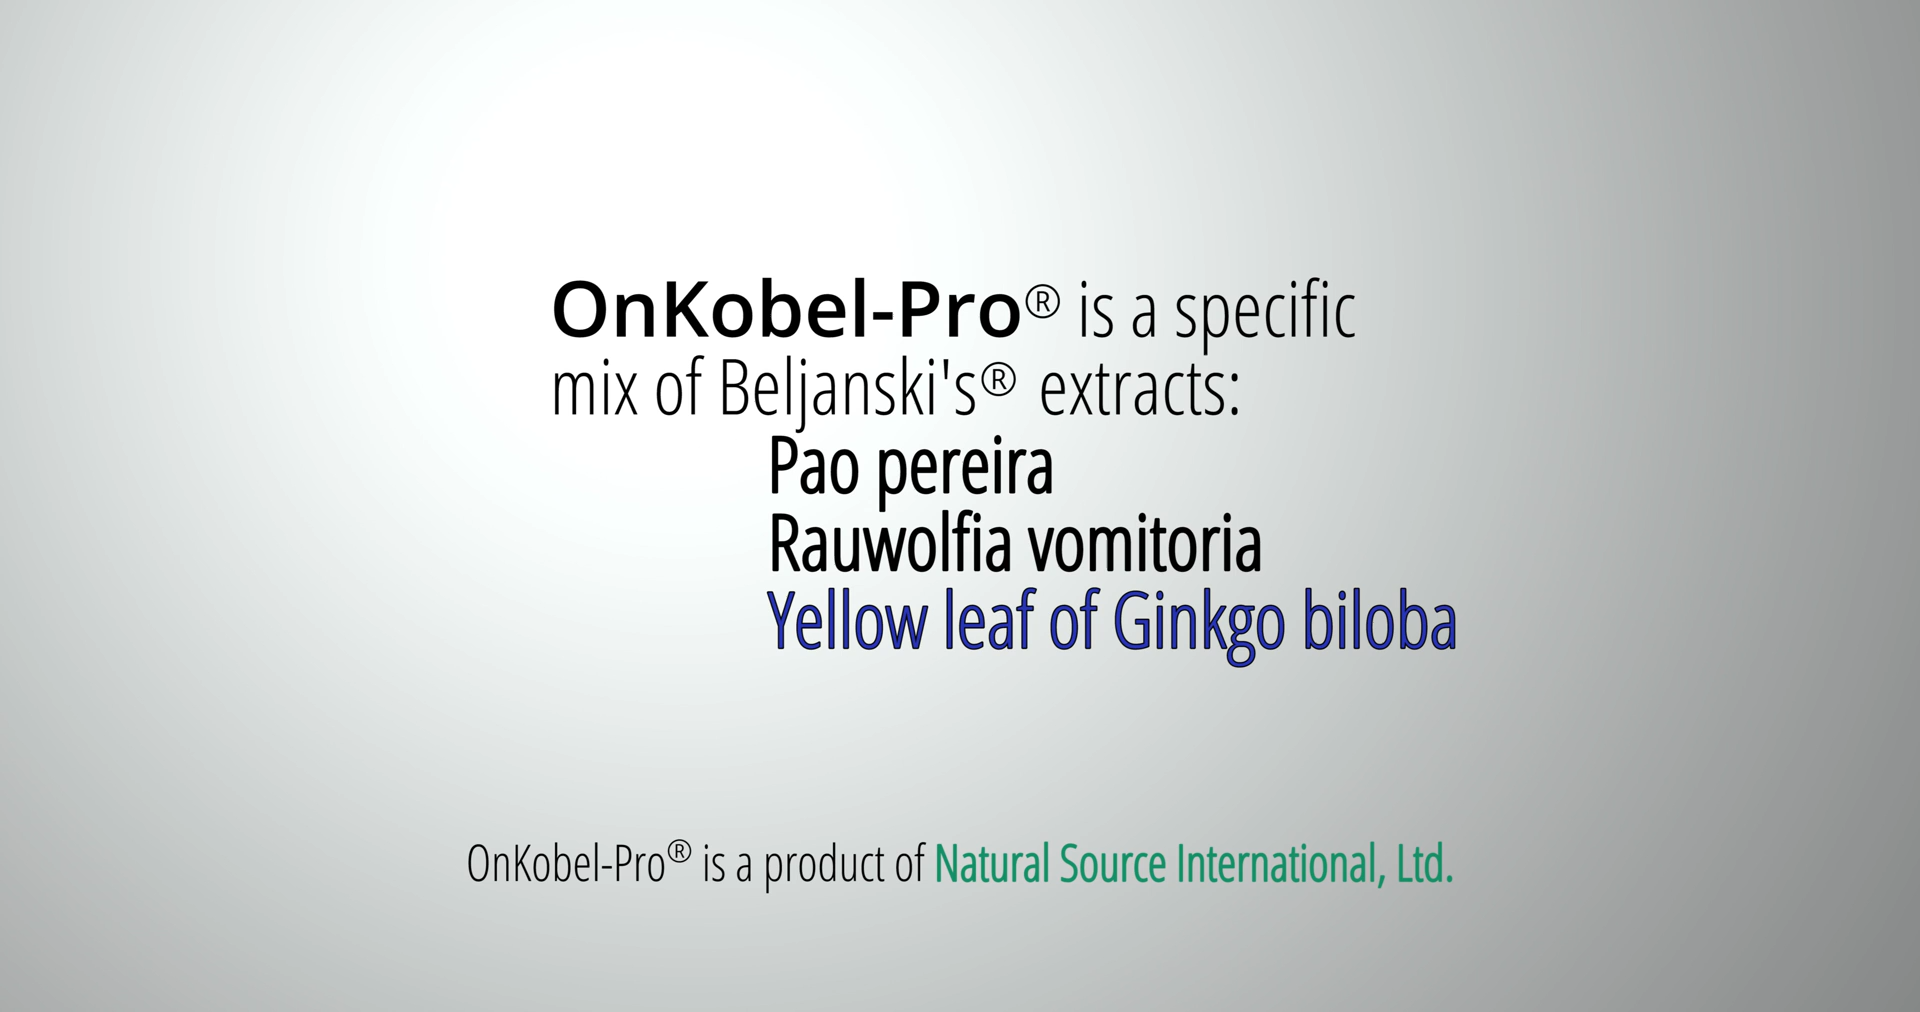 OnKobel-Pro® is a specific
mix of Beljanski's® extracts:
Pao pereira
Rauwolfia vomitoria
Yellow leaf of Ginkgo biloba
OnKobel-Pro® is a product of Natural Source International, Ltd.